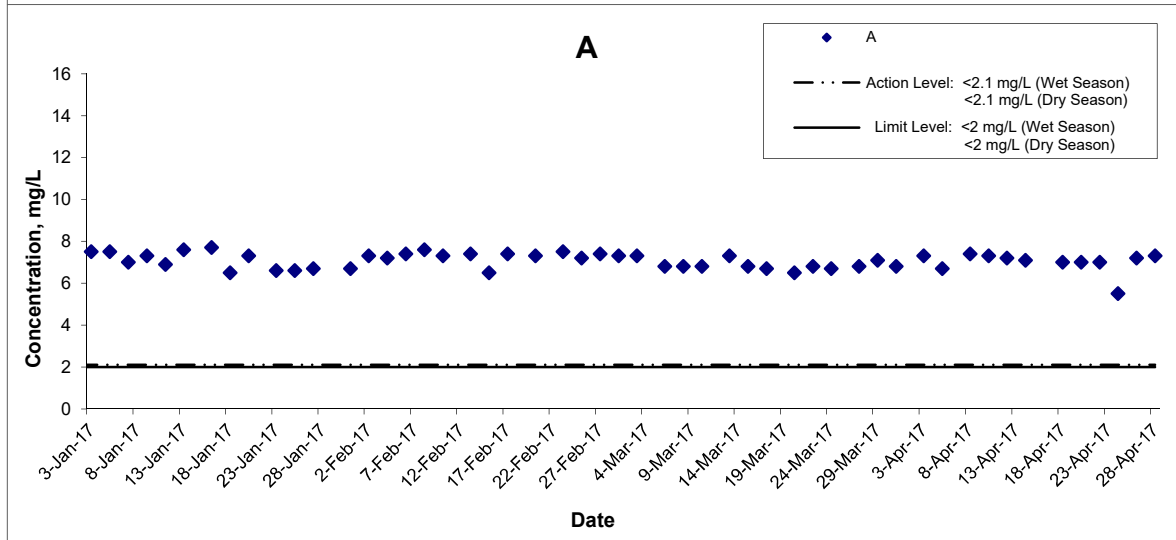 A
A
Action Level: <2.1 mg/L (Wet Season)
<2.1 mg/L (Dry Season)
Limit Level: <2 mg/L (Wet Season)
<2 mg/L (Dry Season)
Concentration, mg/L
16
14
12
10
8
6
4
2
0
3-Jan-17
8-Jan-17
13-Jan-17
18-Jan-17
23-Jan-17
28-Jan-17
2-Feb-17
7-Feb-17
12-Feb-17
17-Feb-17
22-Feb-17
27-Feb-17
4-Mar-17
9-Mar-17
14-Mar-17
19-Mar-17
24-Mar-17
29-Mar-17
3-Apr-17
8-Apr-17
13-Apr-17
18-Apr-17
23-Apr-17
28-Apr-17
Date